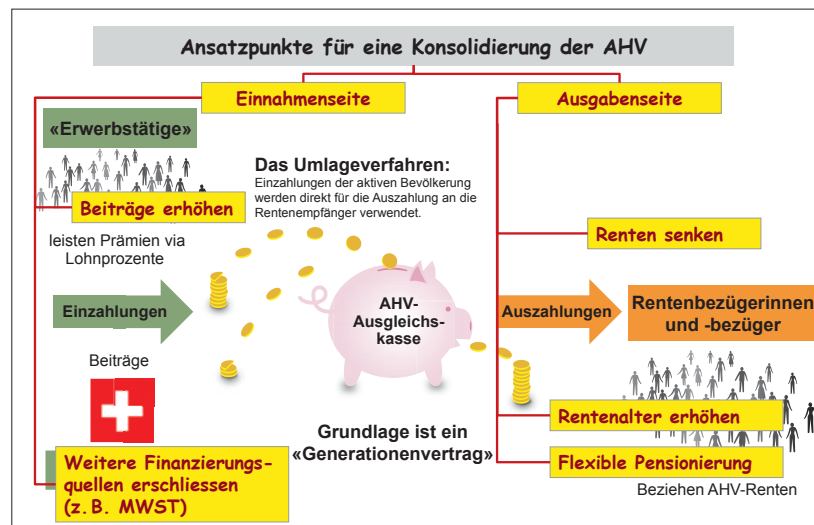 Ansatzpunkte für eine Konsolidierung der AHV
Einnahmenseite
Ausgabenseite
«Erwerbstätige»
Das Umlageverfahren:
Einzahlungen der aktiven Bevölkerung
werden direkt für die Auszahlung an die
Rentenempfänger verwendet.
Beiträge erhöhen
leisten Prämien via
Lohnprozente
Renten senken
Einzahlungen
AHV-
Ausgleichs-
kasse
Auszahlungen
Rentenbezügerinnen
und -bezüger
Beiträge
Grundlage ist ein
«Generationenvertrag»
Rentenalter erhöhen
Weitere Finanzierungs-
quellen erschliessen
(z. B. MWST)
Flexible Pensionierung
Beziehen AHV-Renten